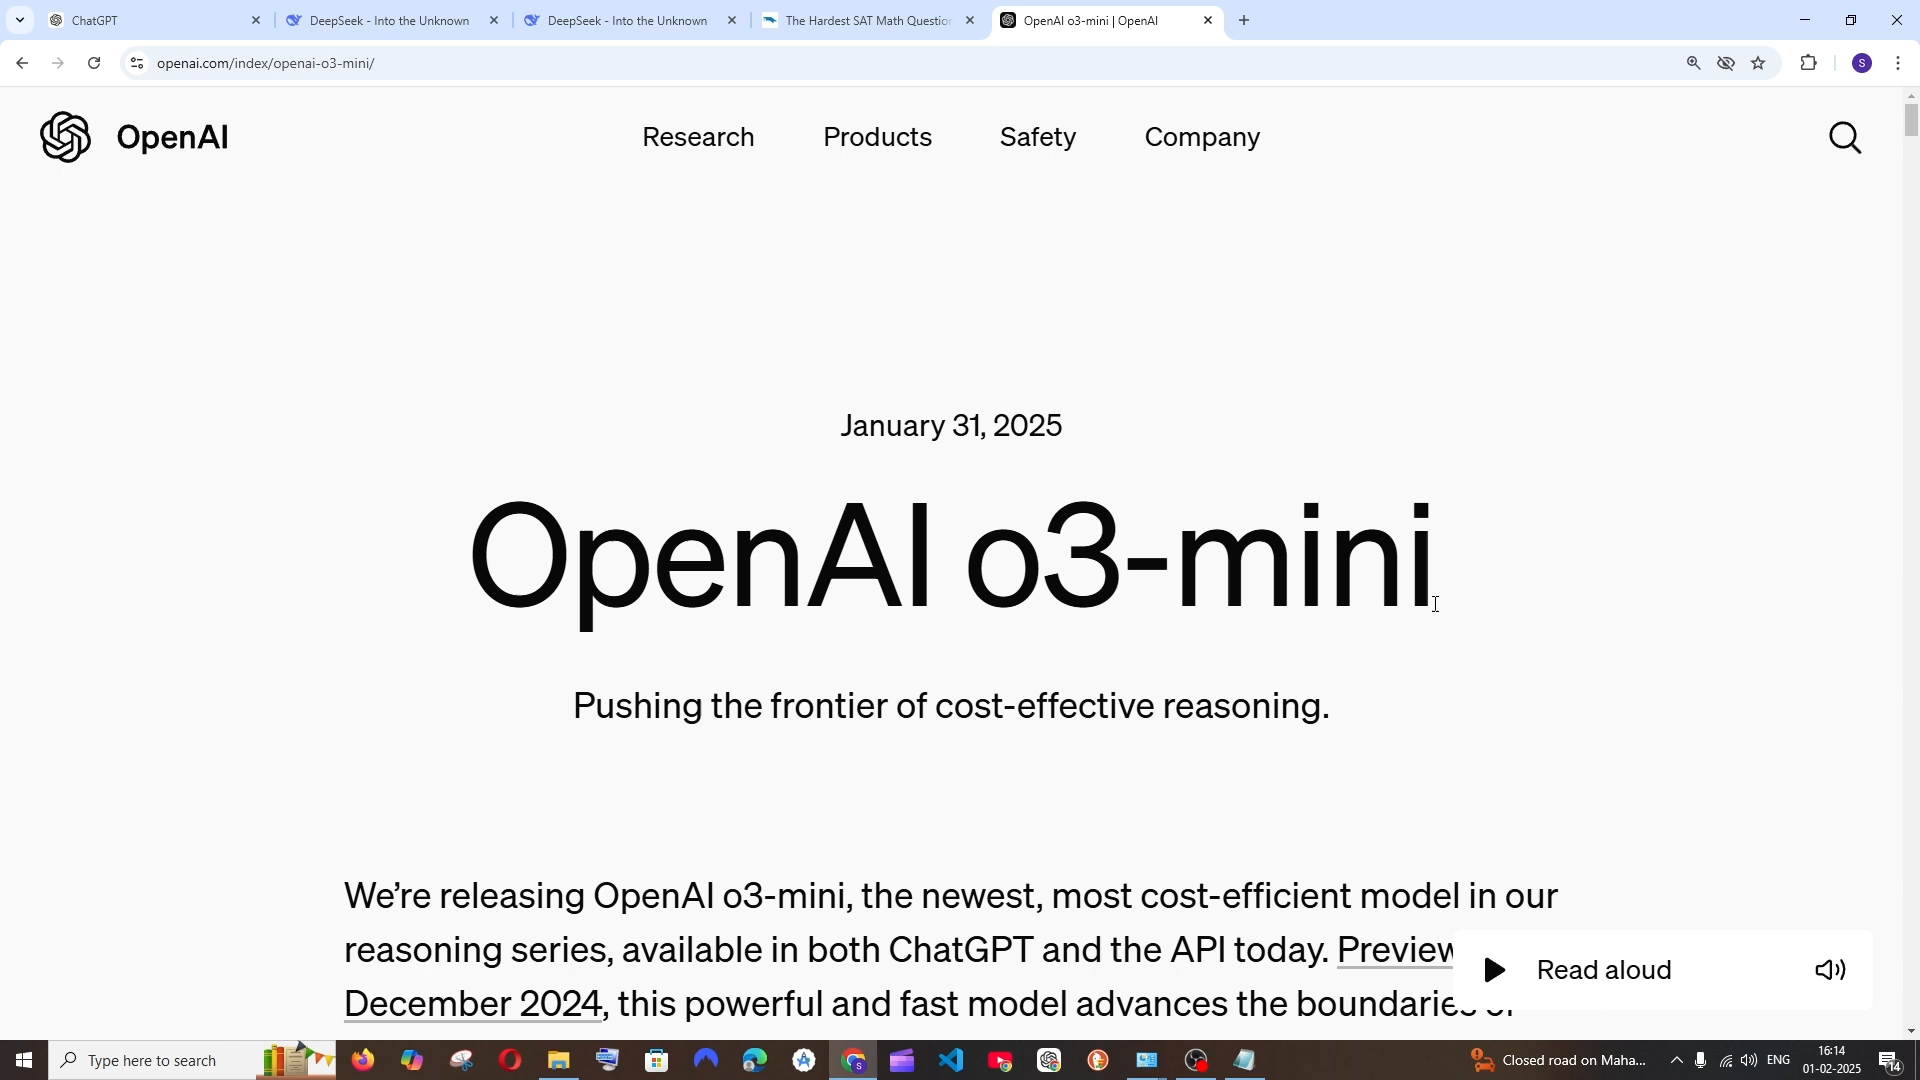 ChatGPT
DeepSeek - Into the Unknown
DeepSeek - Into the Unknown
The Hardest SAT Math Question
OpenAI o3-mini | OpenAI
openai.com/index/openai-o3-mini/
S
OpenAI
Research
Products
Safety
Company
January 31, 2025
OpenAI o3-mini
Pushing the frontier of cost-effective reasoning.
We’re releasing OpenAI o3-mini, the newest, most cost-efficient model in our
reasoning series, available in both ChatGPT and the API today. Preview
December 2024, this powerful and fast model advances the boundaries of
Read aloud
Type here to search
Closed road on Maha...
ENG
16:14
01-02-2025
14